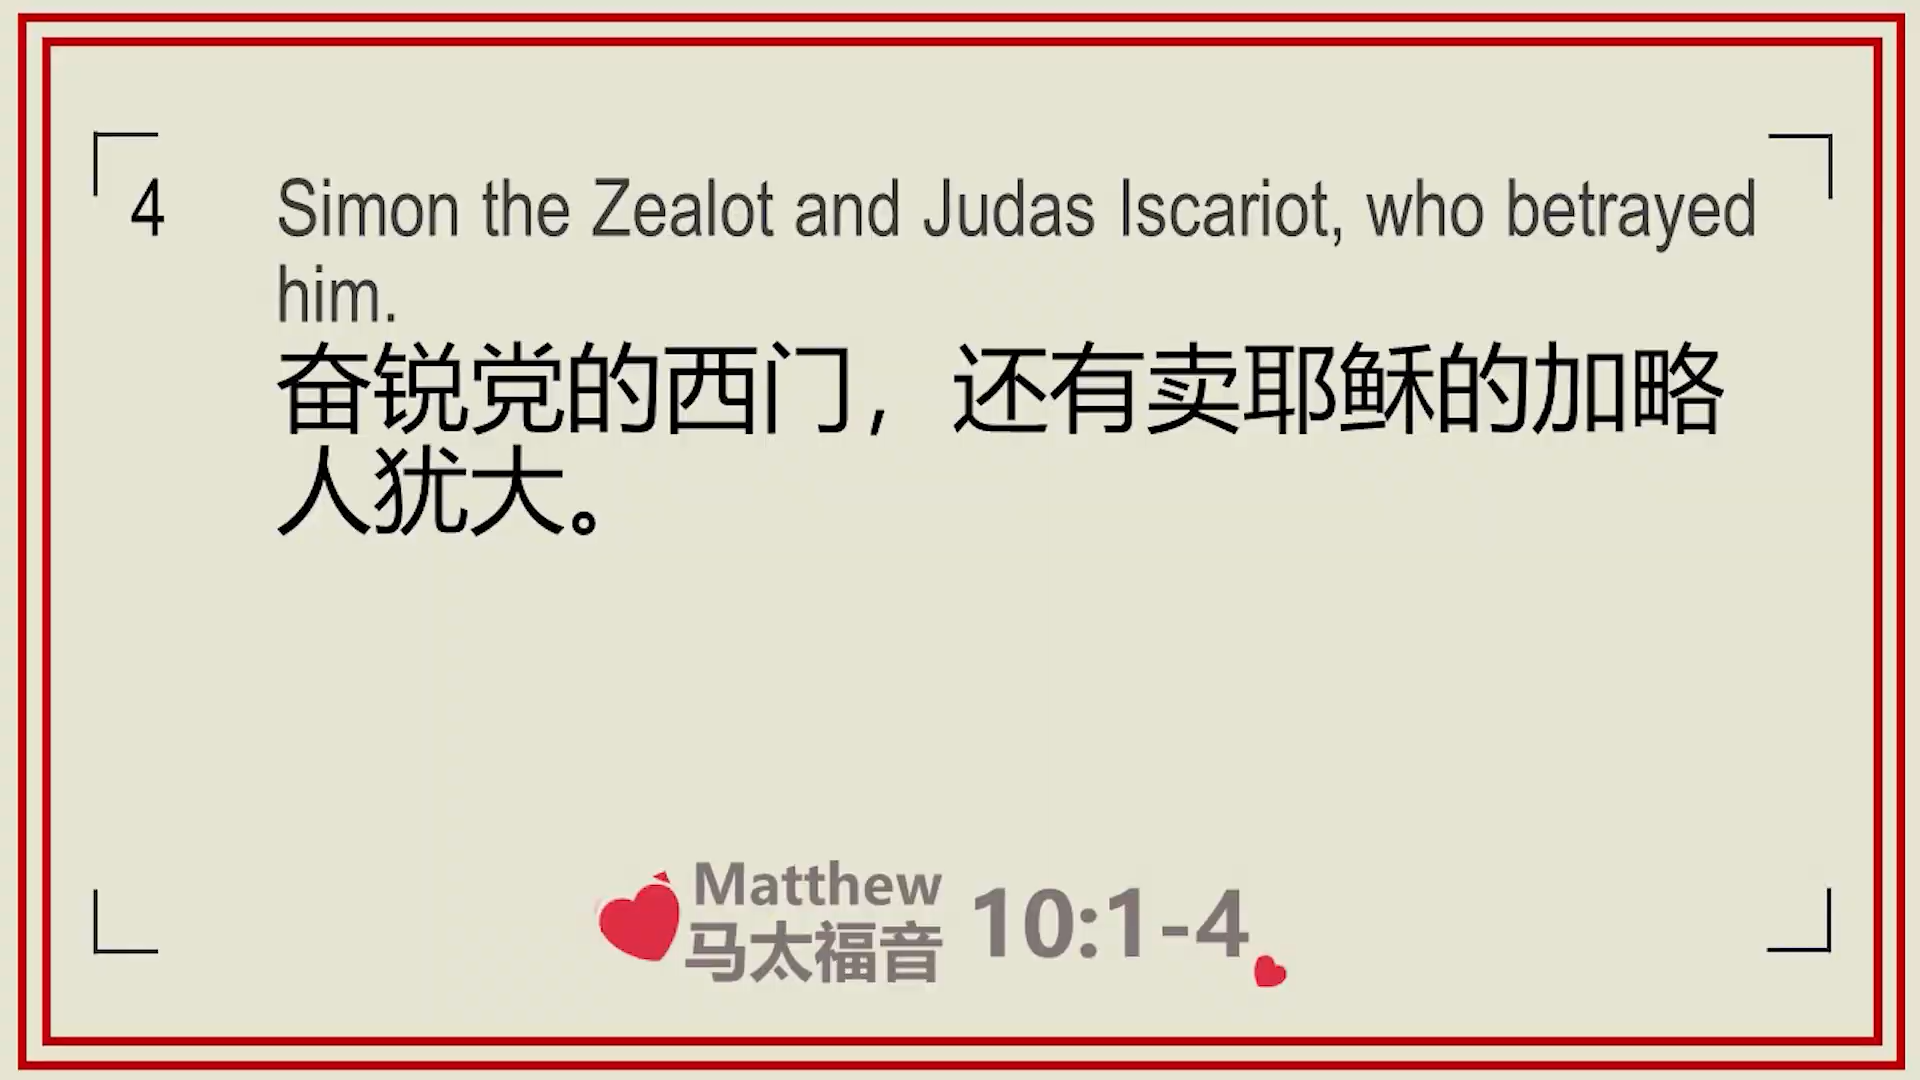 4 Simon the Zealot and Judas Iscariot, who betrayed
him.
奋锐党的西门，还有卖耶稣的加略
人犹大。
Matthew
马太福音
10:1-4